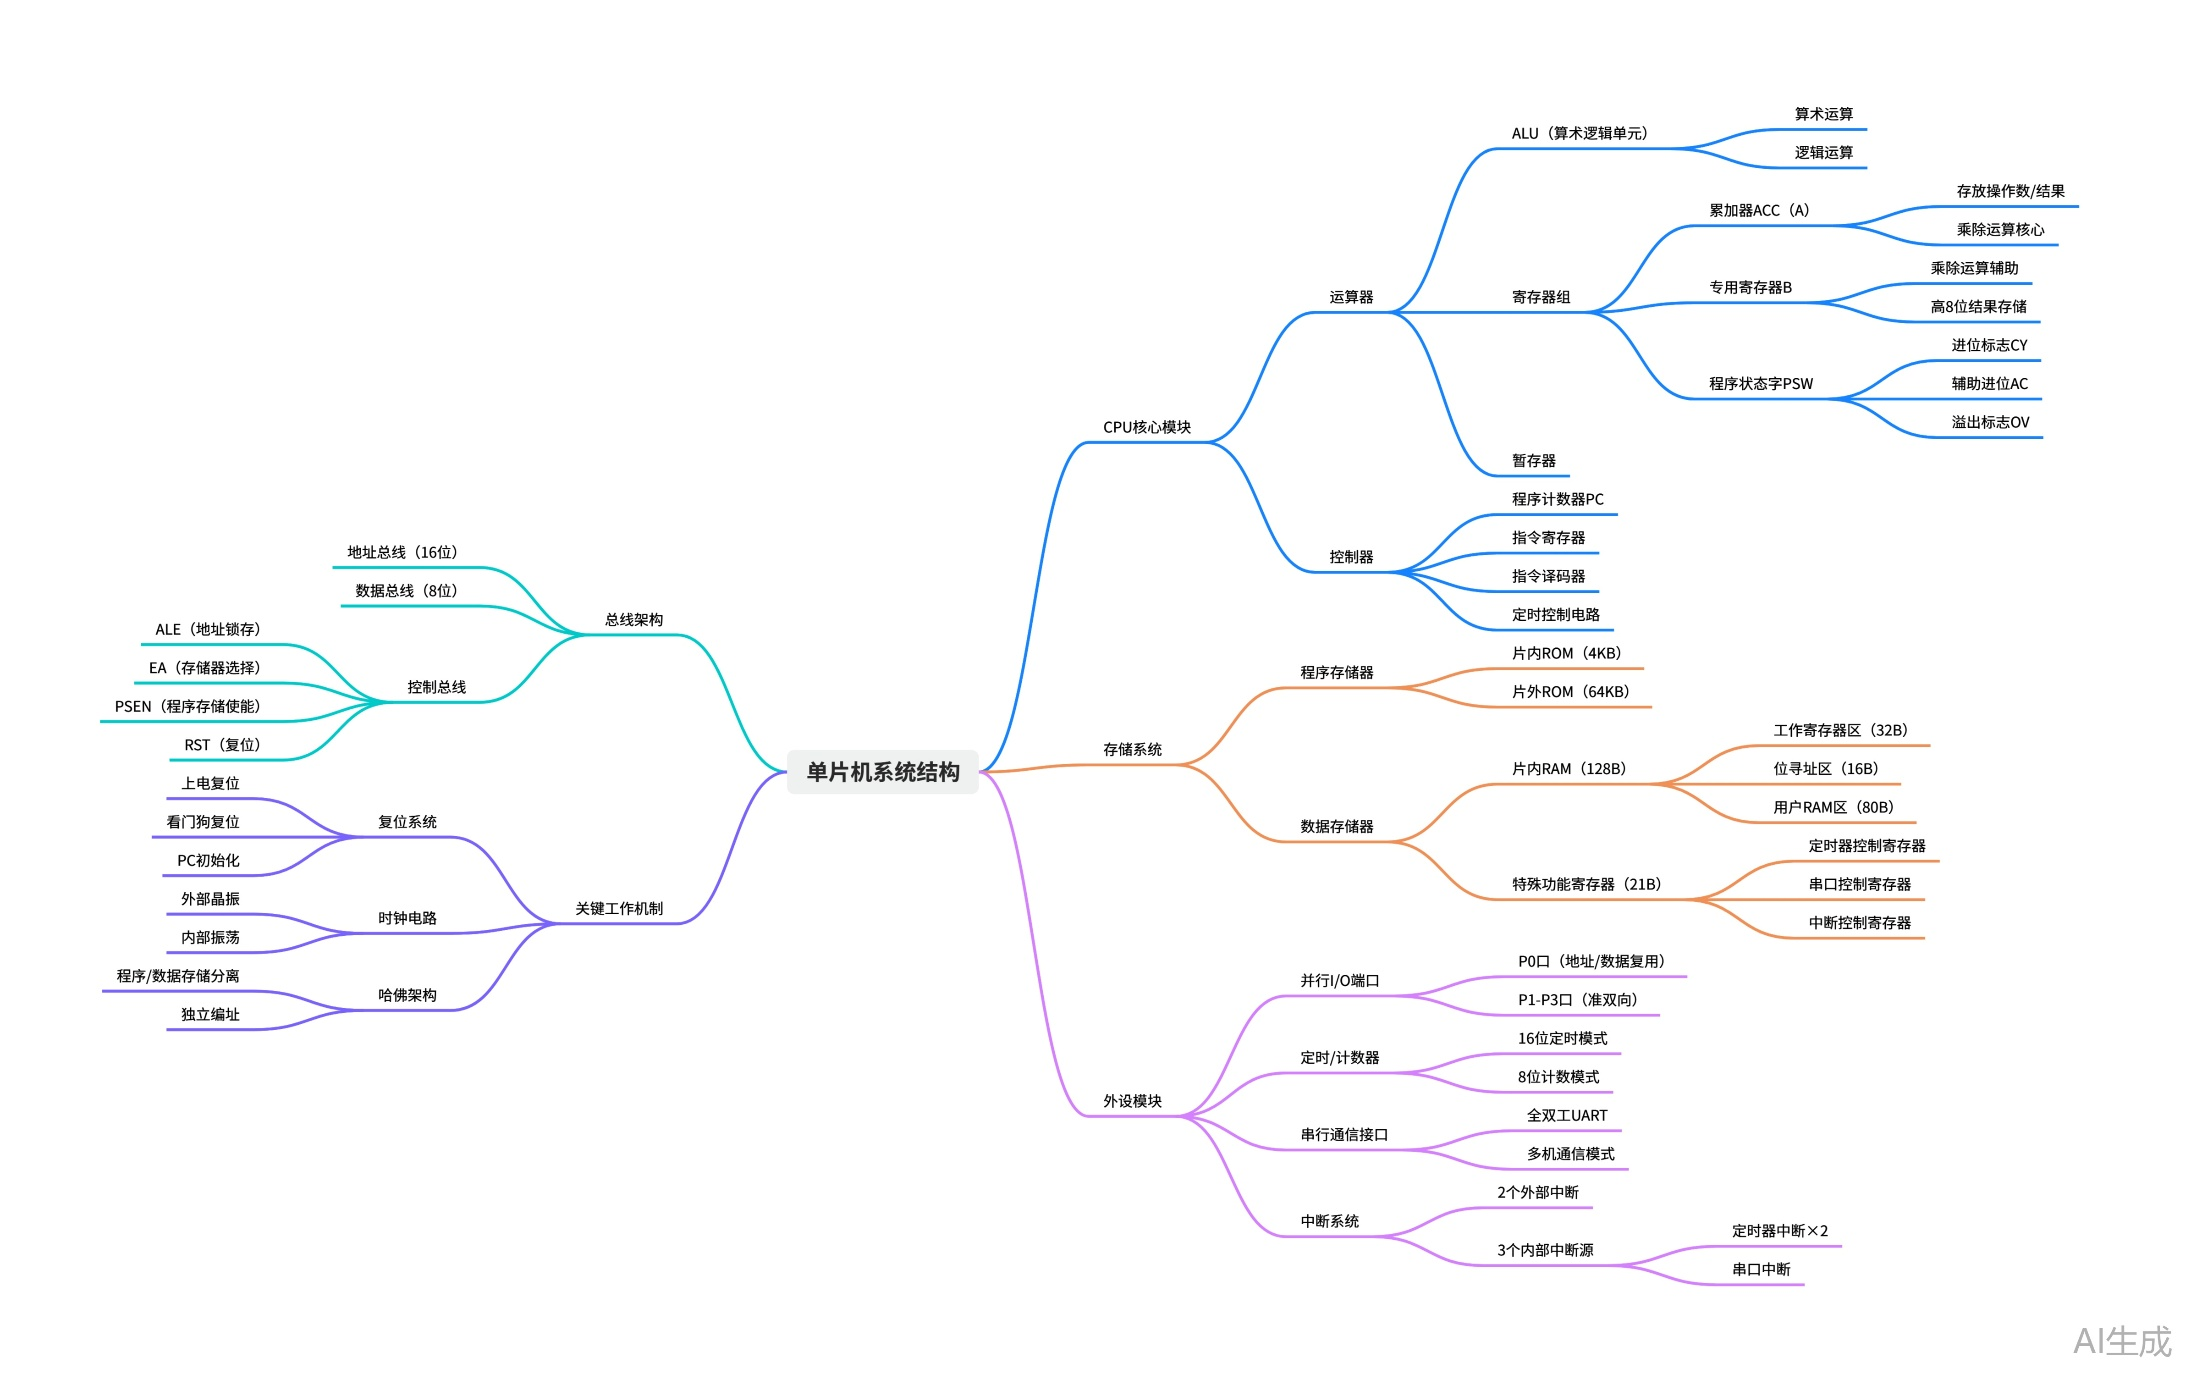 单片机系统结构
CPU核心模块
运算器
ALU（算术逻辑单元）
算术运算
逻辑运算
寄存器组
累加器ACC（A）
存放操作数/结果
乘除运算核心
专用寄存器B
乘除运算辅助
高8位结果存储
程序状态字PSW
进位标志CY
辅助进位AC
溢出标志OV
暂存器
控制器
程序计数器PC
指令寄存器
指令译码器
定时控制电路
存储系统
程序存储器
片内ROM（4KB）
片外ROM（64KB）
数据存储器
片内RAM（128B）
工作寄存器区（32B）
位寻址区（16B）
用户RAM区（80B）
特殊功能寄存器（21B）
定时器控制寄存器
串口控制寄存器
中断控制寄存器
外设模块
并行I/O端口
P0口（地址/数据复用）
P1-P3口（准双向）
定时/计数器
16位定时模式
8位计数模式
串行通信接口
全双工UART
多机通信模式
中断系统
2个外部中断
3个内部中断源
定时器中断×2
串口中断
总线架构
地址总线（16位）
数据总线（8位）
控制总线
ALE（地址锁存）
EA（存储器选择）
PSEN（程序存储使能）
RST（复位）
关键工作机制
复位系统
上电复位
看门狗复位
PC初始化
时钟电路
外部晶振
内部振荡
哈佛架构
程序/数据存储分离
独立编址
AI生成